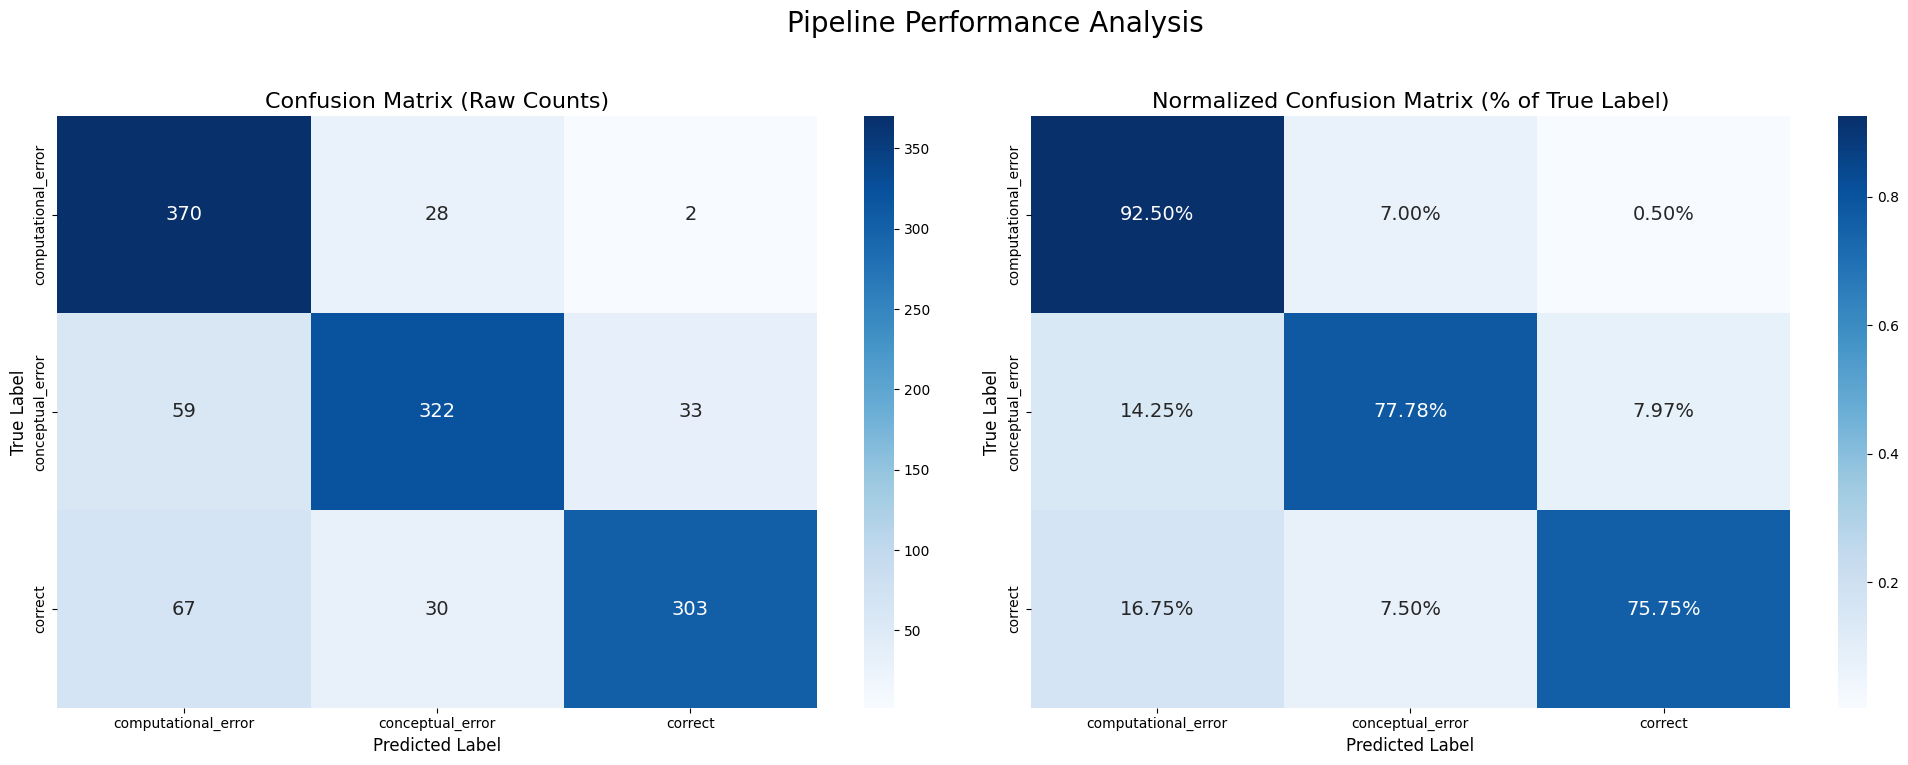 Pipeline Performance Analysis
Confusion Matrix (Raw Counts)
True Label
computational_error
conceptual_error
correct
370 28 2
59 322 33
67 30 303
computational_error conceptual_error correct
Predicted Label
350
300
250
200
150
100
50
Normalized Confusion Matrix (% of True Label)
True Label
computational_error
conceptual_error
correct
92.50% 7.00% 0.50%
14.25% 77.78% 7.97%
16.75% 7.50% 75.75%
computational_error conceptual_error correct
Predicted Label
0.8
0.6
0.4
0.2